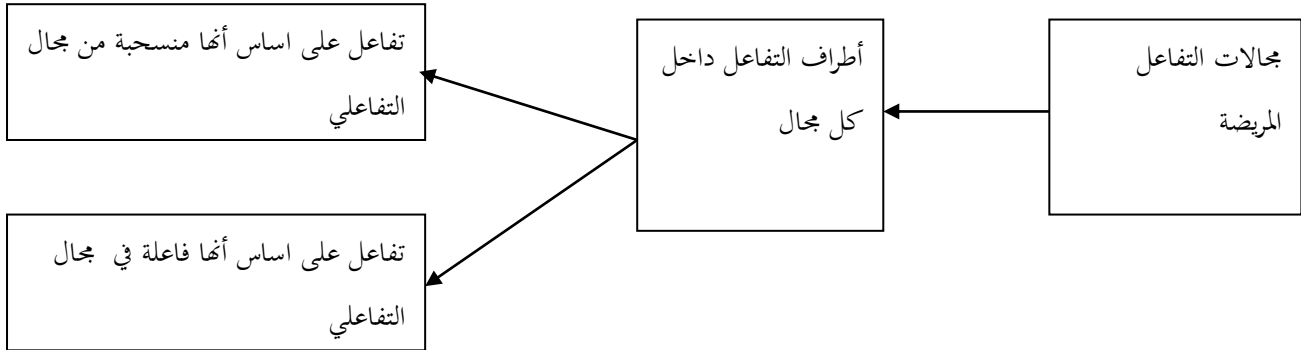 مجالات التفاعل
المريضة
أطراف التفاعل داخل
كل مجال
تفاعل على اساس أنها منسحبة من مجال
التفاعلي
تفاعل على اساس أنها فاعلة في مجال
التفاعلي